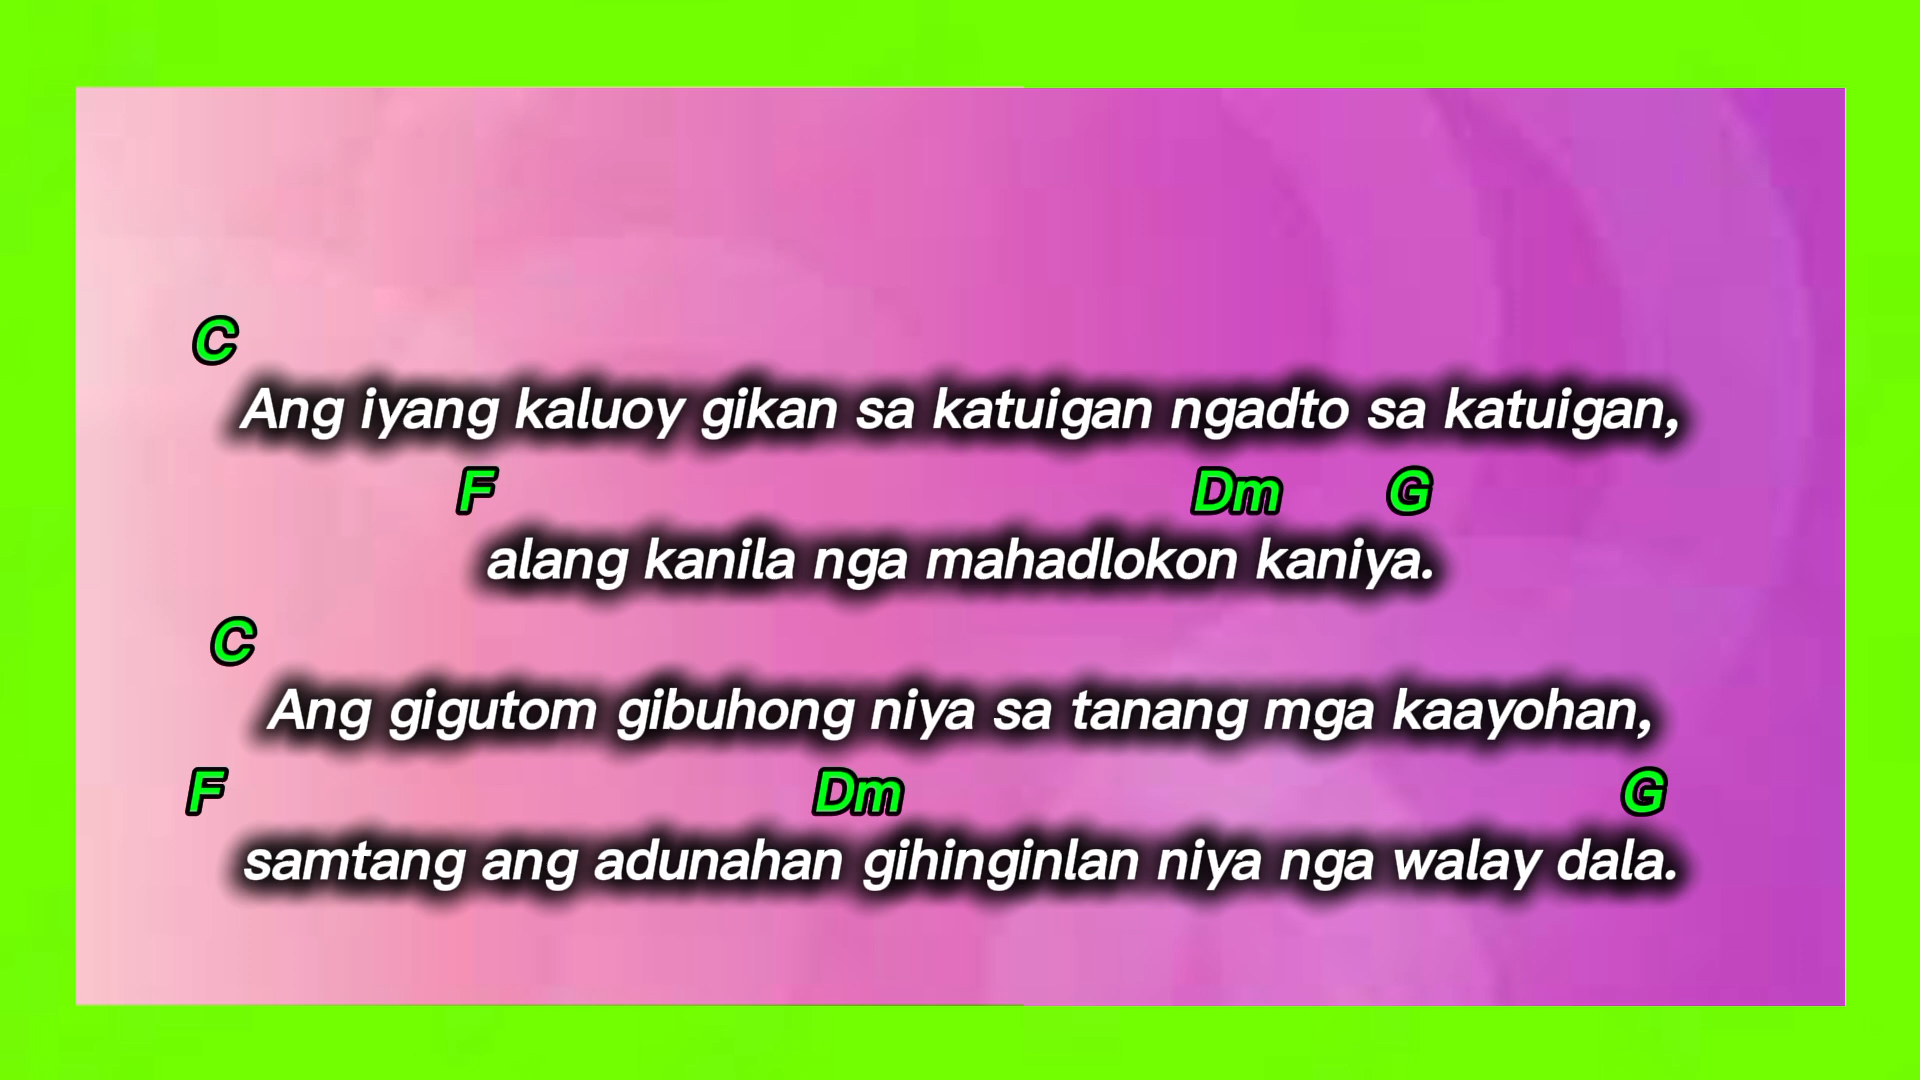 C
Ang iyang kaluoy gikan sa katuigan ngadto sa katuigan,
F Dm G
alang kanila nga mahadlokon kaniya.
C
Ang gigutom gibuhong niya sa tanang mga kaayohan,
F Dm G
samtang ang adunahan gihinginlan niya nga walay dala.